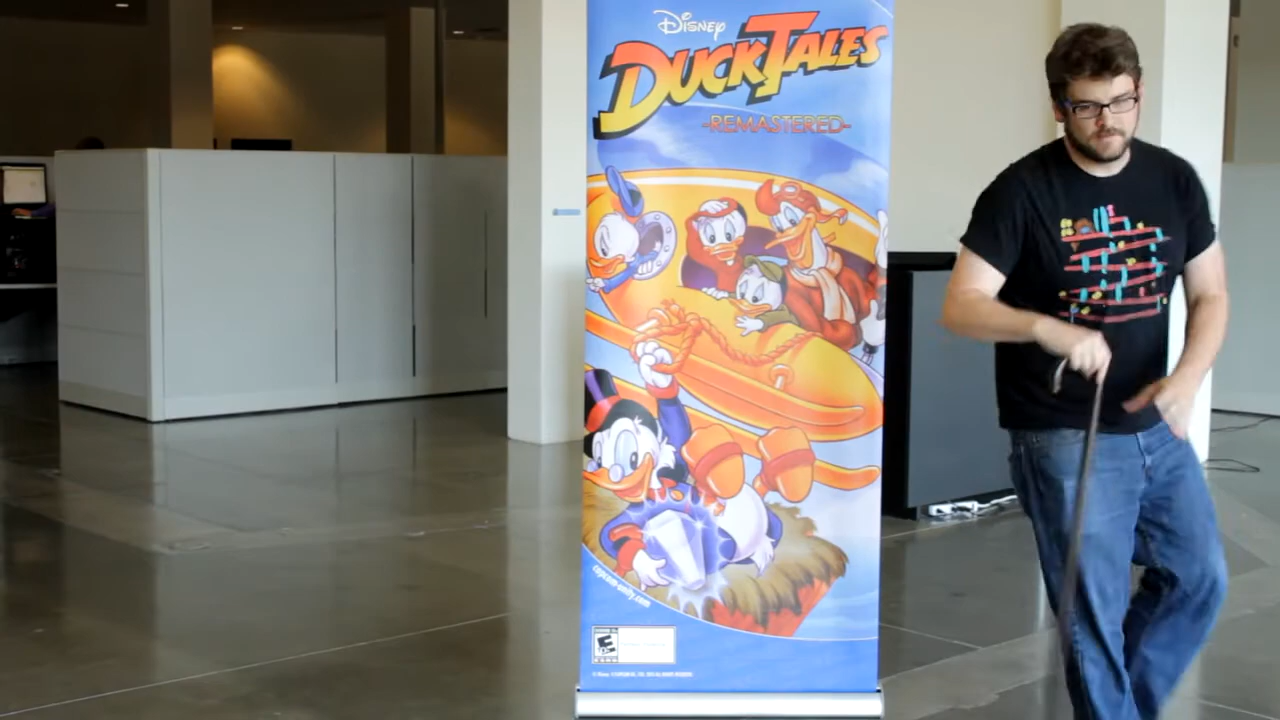 Disney
DUCKTALES
-REMASTERED-
capcom-unity.com
E